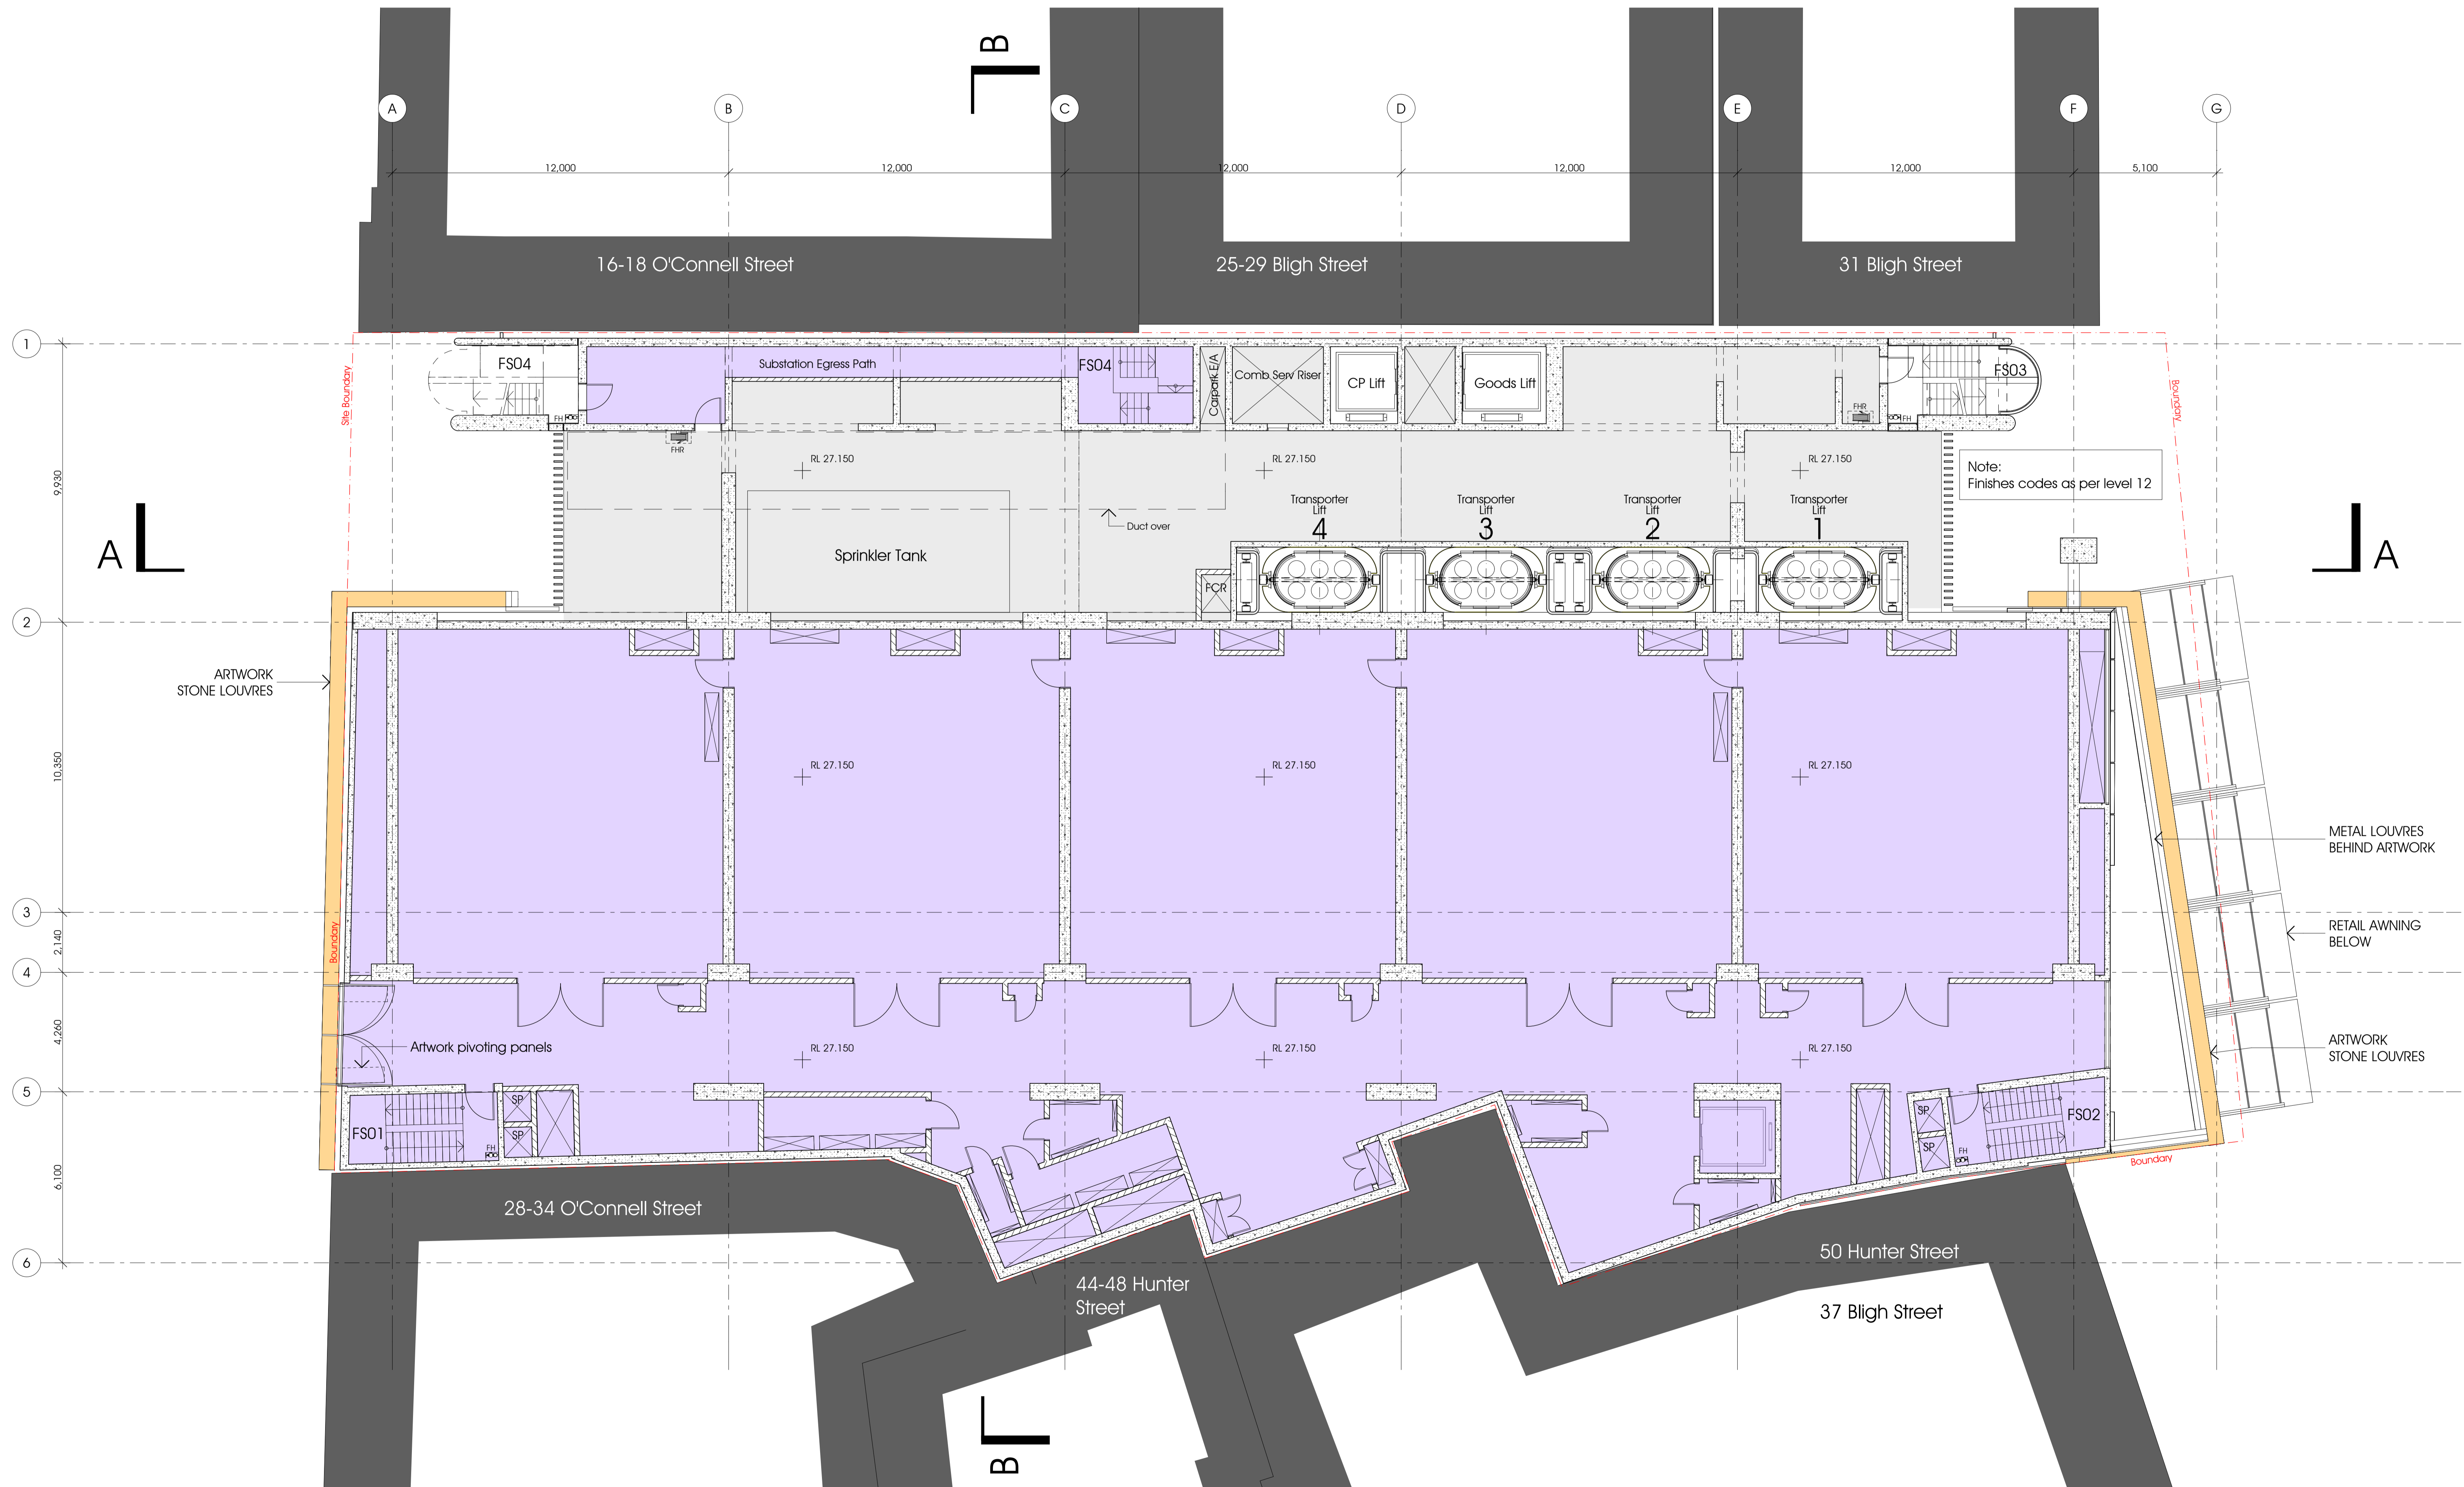 B
A
B
C
D
E
F
G
12,000
12,000
12,000
12,000
12,000
5,100
16-18 O'Connell Street
25-29 Bligh Street
31 Bligh Street
1
Site Boundary
FS04
FH
Substation Egress Path
FS04
Carpark E/A
Comb Serv Riser
CP Lift
Goods Lift
FS03
FHR
FH
Boundary
FHR
9,930
RL 27.150
RL 27.150
RL 27.150
Note:
Finishes codes as per level 12
Transporter
Lift
4
Transporter
Lift
3
Transporter
Lift
2
Transporter
Lift
1
Duct over
Sprinkler Tank
A
A
FCR
2
ARTWORK
STONE LOUVRES
10,350
RL 27.150
RL 27.150
RL 27.150
METAL LOUVRES
BEHIND ARTWORK
3
Boundary
2,140
RETAIL AWNING
BELOW
4
4,260
Artwork pivoting panels
RL 27.150
RL 27.150
RL 27.150
ARTWORK
STONE LOUVRES
5
SP
SP
FS01
FH
SP
SP
FH
FS02
Boundary
6,100
28-34 O'Connell Street
50 Hunter Street
6
44-48 Hunter
Street
37 Bligh Street
B